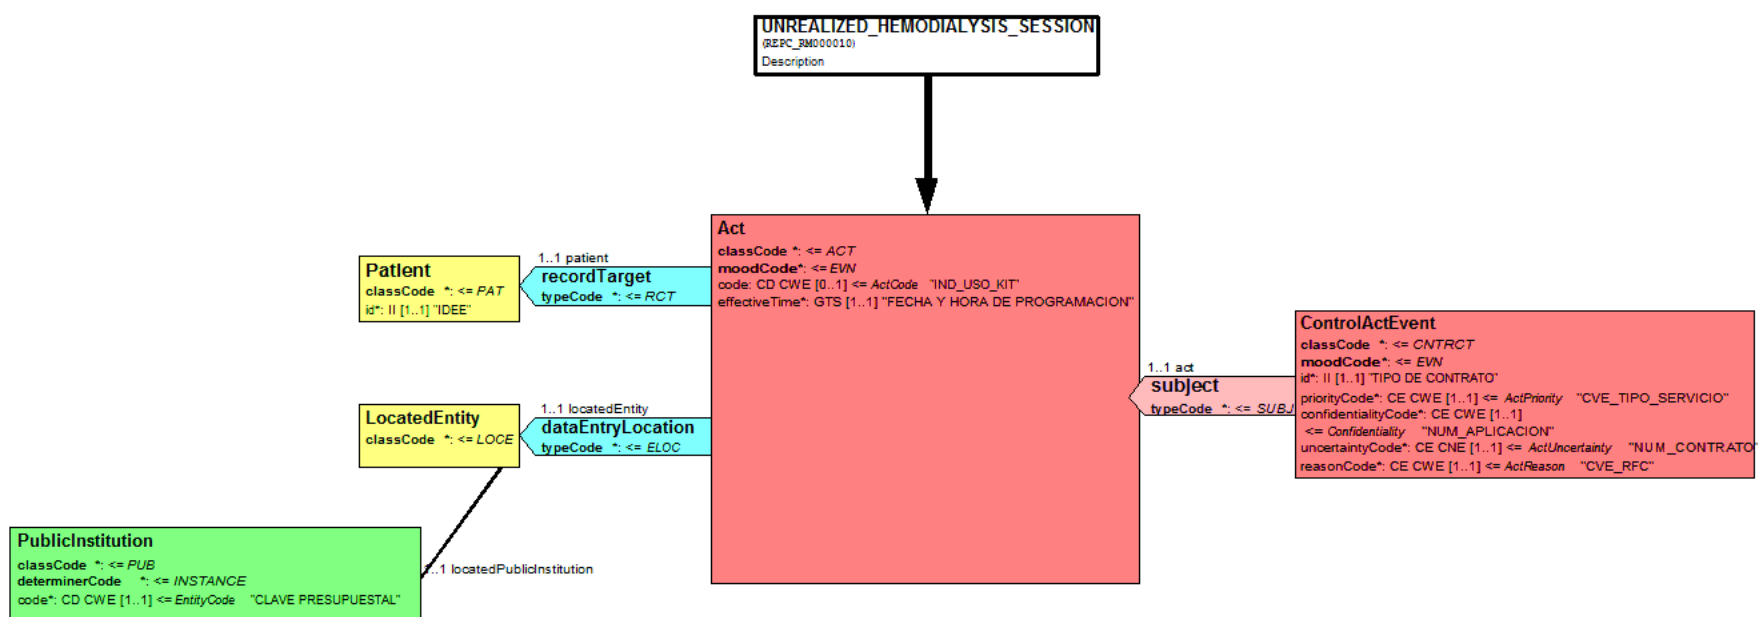 UNREALIZED_HEMODIALYSIS_SESSION
(REPC_RM000010)
Description
Act
classCode *: <= ACT
moodCode*: <= EVN
code: CD CWE [0..1] <= ActCode "IND_USO_KIT"
effectiveTime*: GTS [1..1] "FECHA Y HORA DE PROGRAMACION"
1..1 patient
recordTarget
typeCode *: <= RCT
Patient
classCode *: <= PAT
id*: II [1..1] "IDEE"
1..1 locatedEntity
dataEntryLocation
typeCode *: <= ELOC
LocatedEntity
classCode *: <= LOCE
PublicInstitution
classCode *: <= PUB
determinerCode *: <= INSTANCE
code*: CD CWE [1..1] <= EntityCode "CLAVE PRESUPUESTAL"
1..1 locatedPublicInstitution
1..1 act
subject
typeCode *: <= SUBJ
ControlActEvent
classCode *: <= CNTRCT
moodCode*: <= EVN
id*: II [1..1] "TIPO DE CONTRATO"
priorityCode*: CE CWE [1..1] <= ActPriority "CVE_TIPO_SERVICIO"
confidentialityCode*: CE CWE [1..1]
<= Confidentiality "NUM_APLICACION"
uncertaintyCode*: CE CNE [1..1] <= ActUncertainty "NUM_CONTRATO"
reasonCode*: CE CWE [1..1] <= ActReason "CVE_RFC"